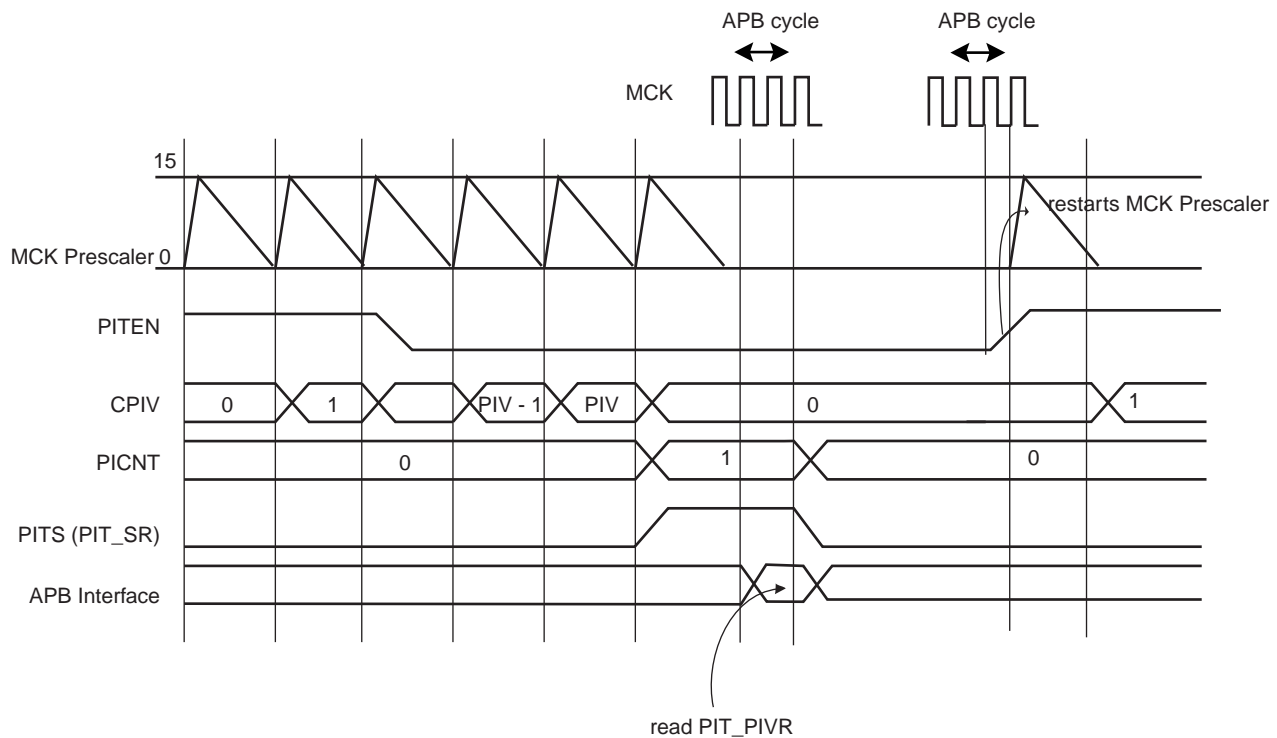 APB cycle APB cycle
MCK
15
restarts MCK Prescaler
MCK Prescaler 0
PITEN
CPIV 0 1 PIV - 1 PIV 0 1
PICNT 0 1 0
PITS (PIT_SR)
APB Interface
read PIT_PIVR